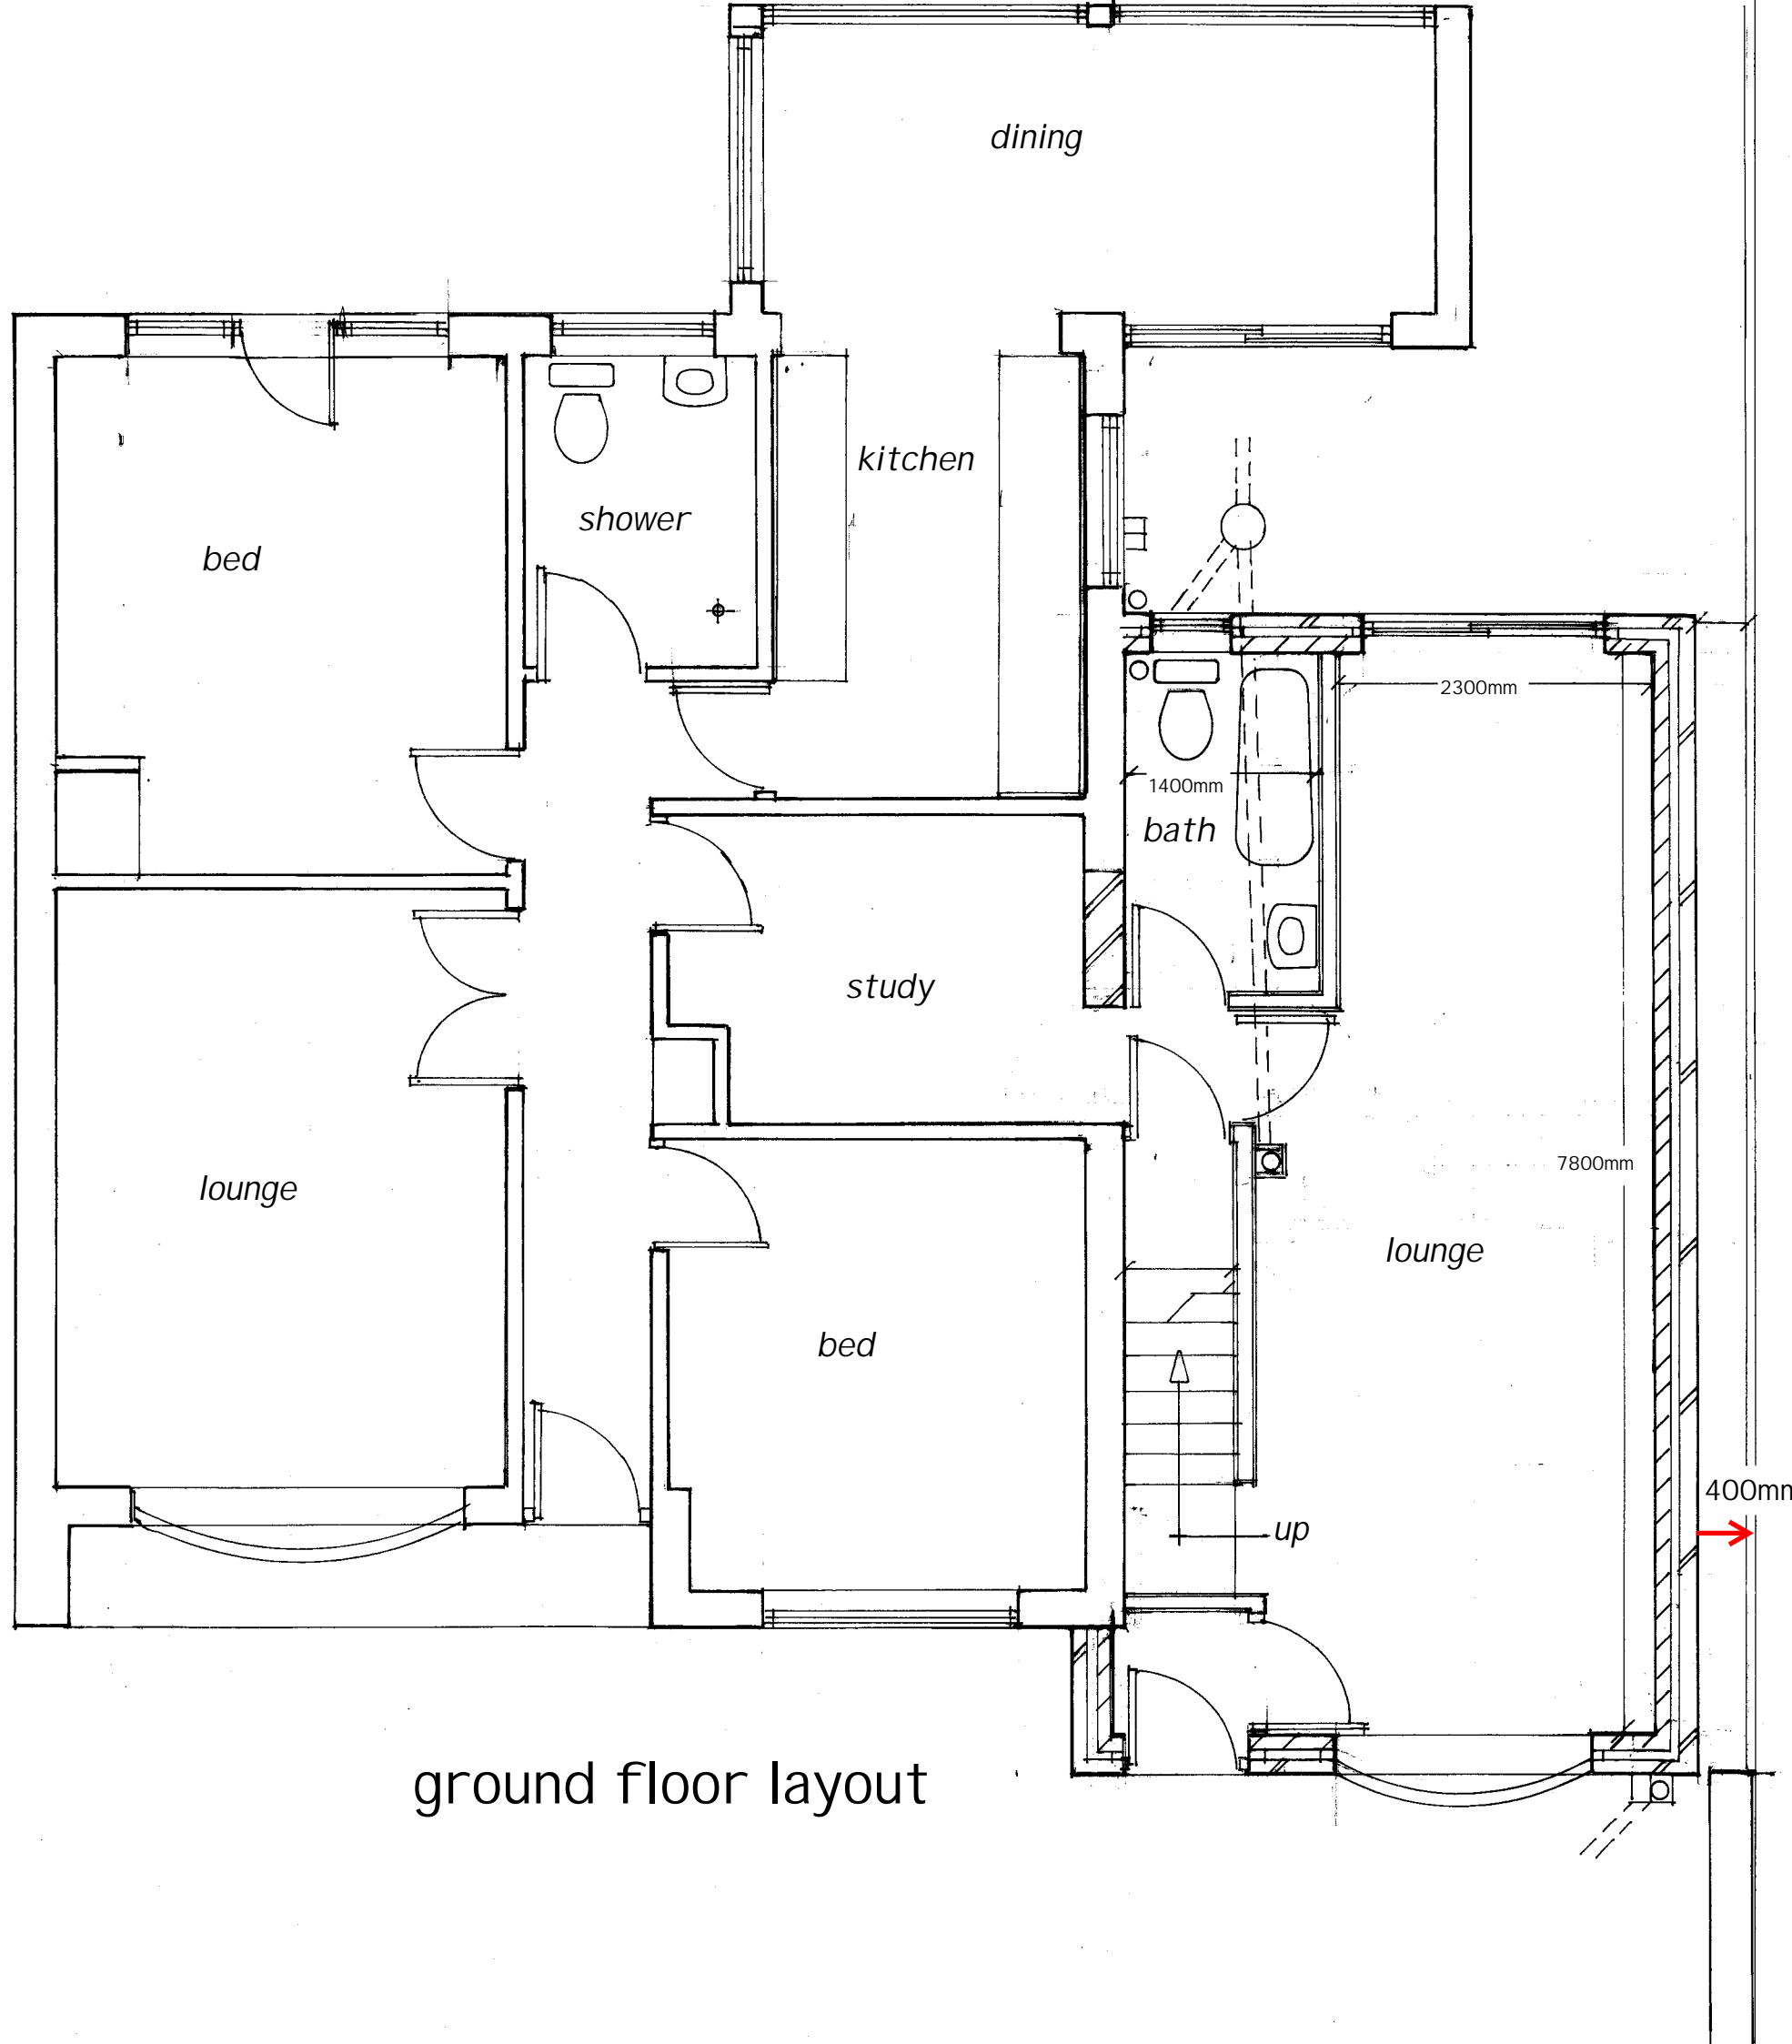 dining
kitchen
shower
bed
2300mm
1400mm
bath
study
7800mm
lounge
lounge
bed
400mm
up
ground floor layout